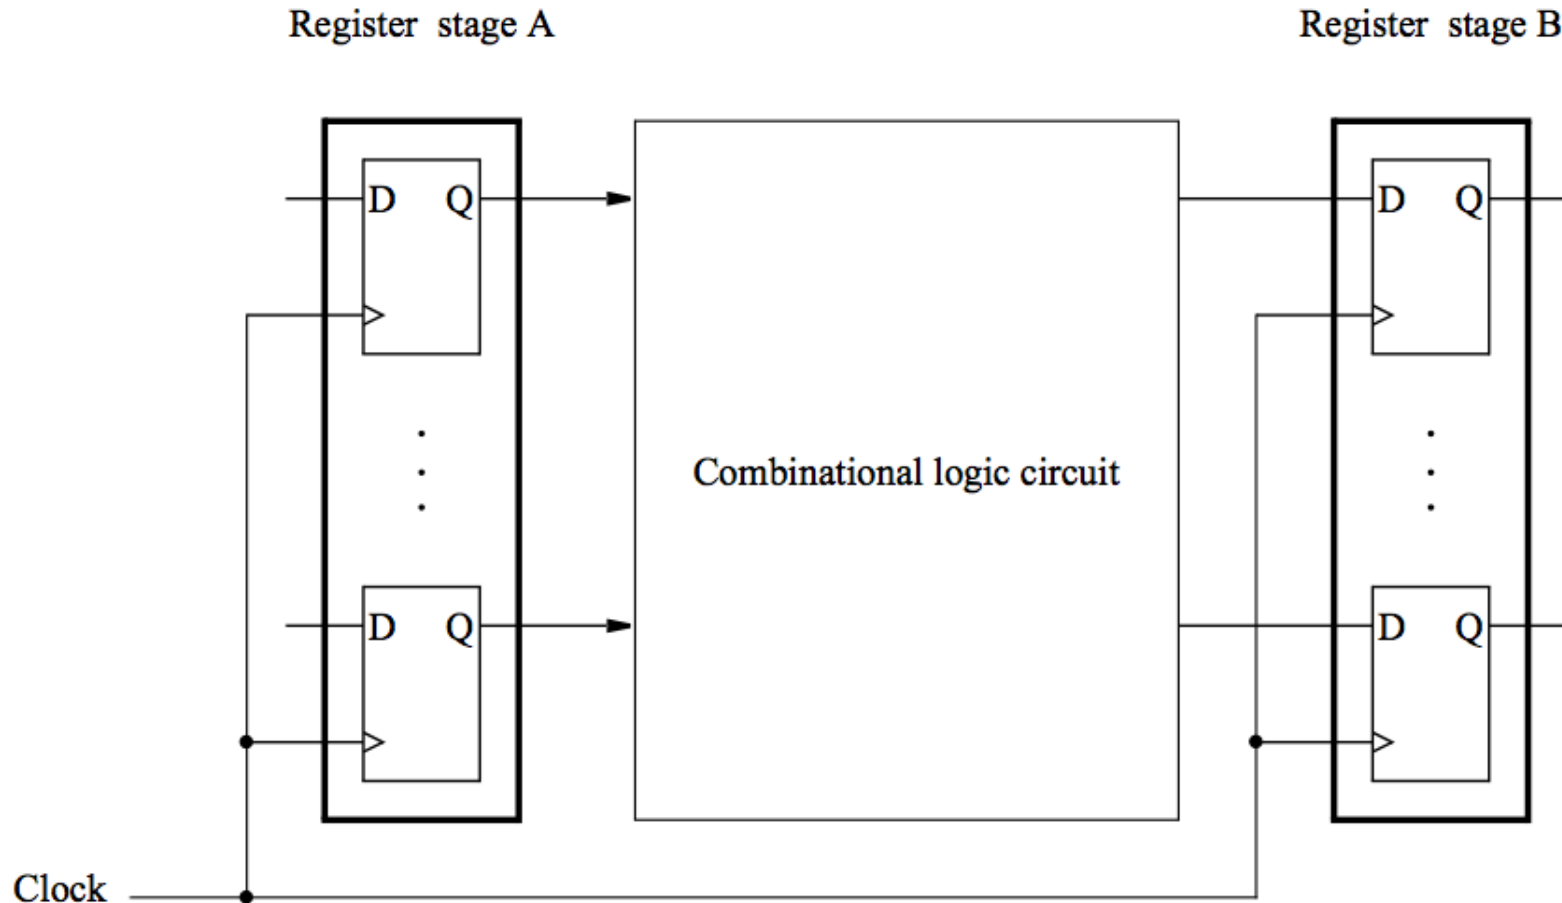 Register stage A
Register stage B
D Q
D Q
Combinational logic circuit
D Q
D Q
Clock